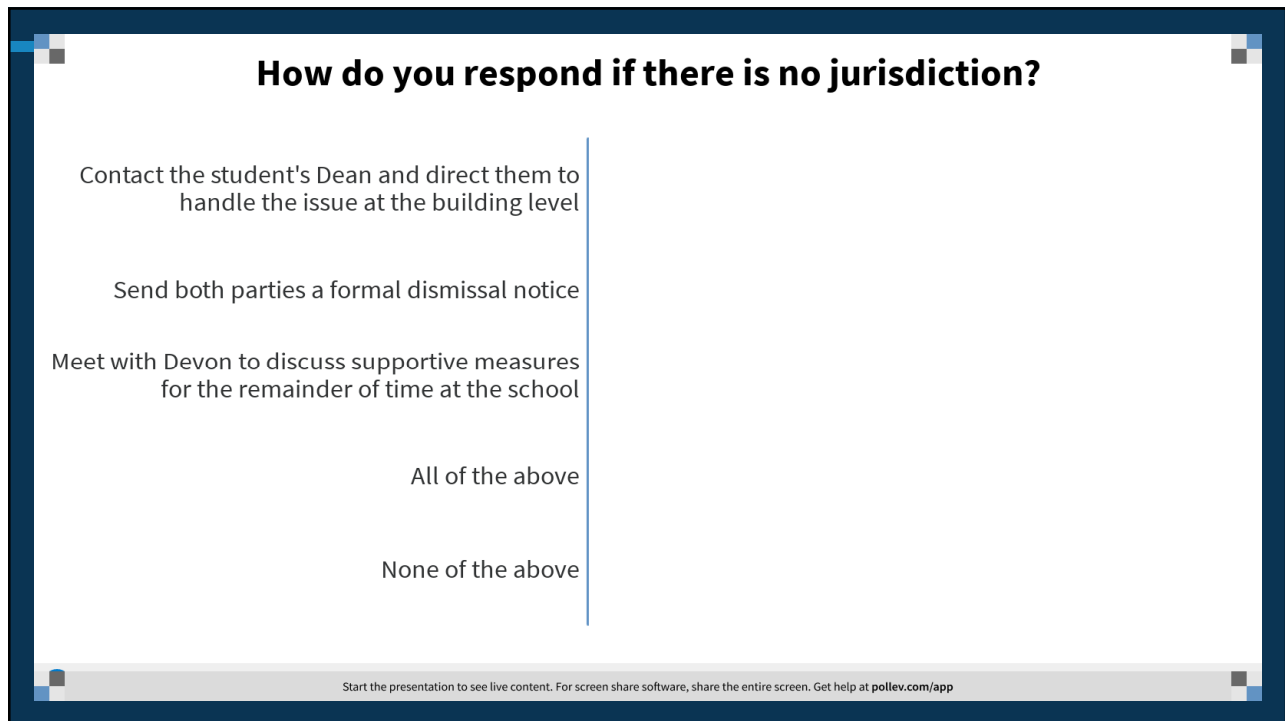 How do you respond if there is no jurisdiction?
Contact the student's Dean and direct them to
handle the issue at the building level
Send both parties a formal dismissal notice
Meet with Devon to discuss supportive measures
for the remainder of time at the school
All of the above
None of the above
Start the presentation to see live content. For screen share software, share the entire screen. Get help at pollev.com/app